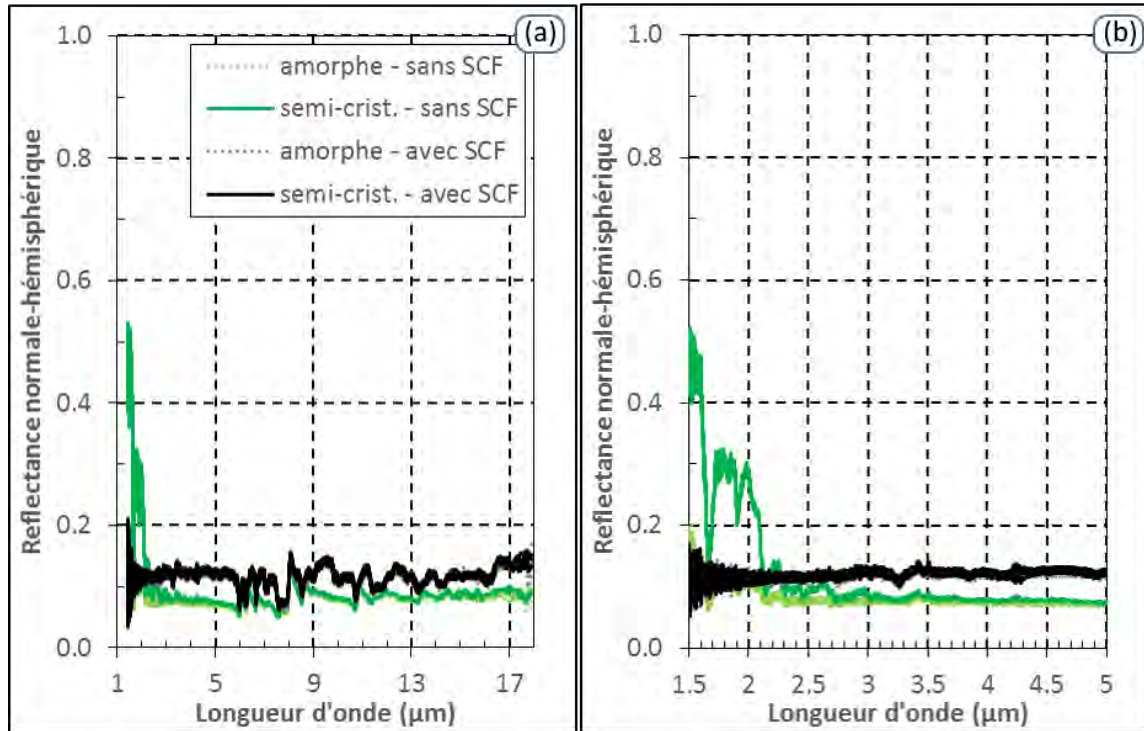 (a)
1.0
0.8
0.6
0.4
0.2
0.0
Reflectance normale-hémisphérique
amorphe - sans SCF
semi-crist. - sans SCF
amorphe - avec SCF
semi-crist. - avec SCF
1 5 9 13 17
Longueur d'onde (µm)
(b)
1.0
0.8
0.6
0.4
0.2
0.0
Reflectance normale-hémisphérique
1.5 2 2.5 3 3.5 4 4.5 5
Longueur d'onde (µm)